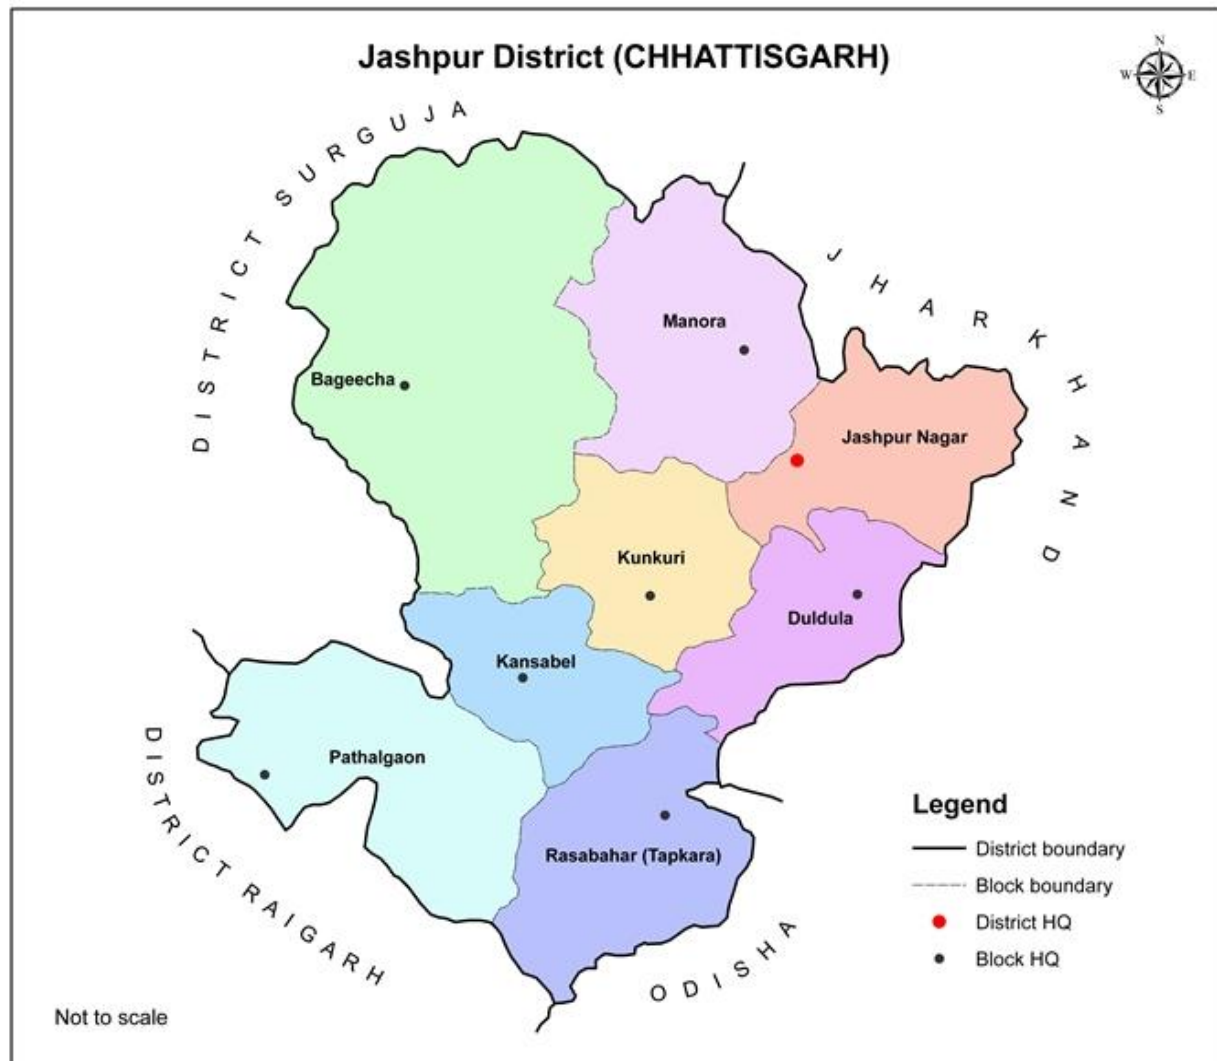 Jashpur District (CHHATTISGARH)
N
W E
S
DISTRICT SURGUJA
JHARKHAND
Manora
Bageecha
Jashpur Nagar
Kunkuri
Duldula
Kansabel
Pathalgaon
Rasabahar (Tapkara)
DISTRICT RAIGARH
ODISHA
Legend
District boundary
Block boundary
District HQ
Block HQ
Not to scale